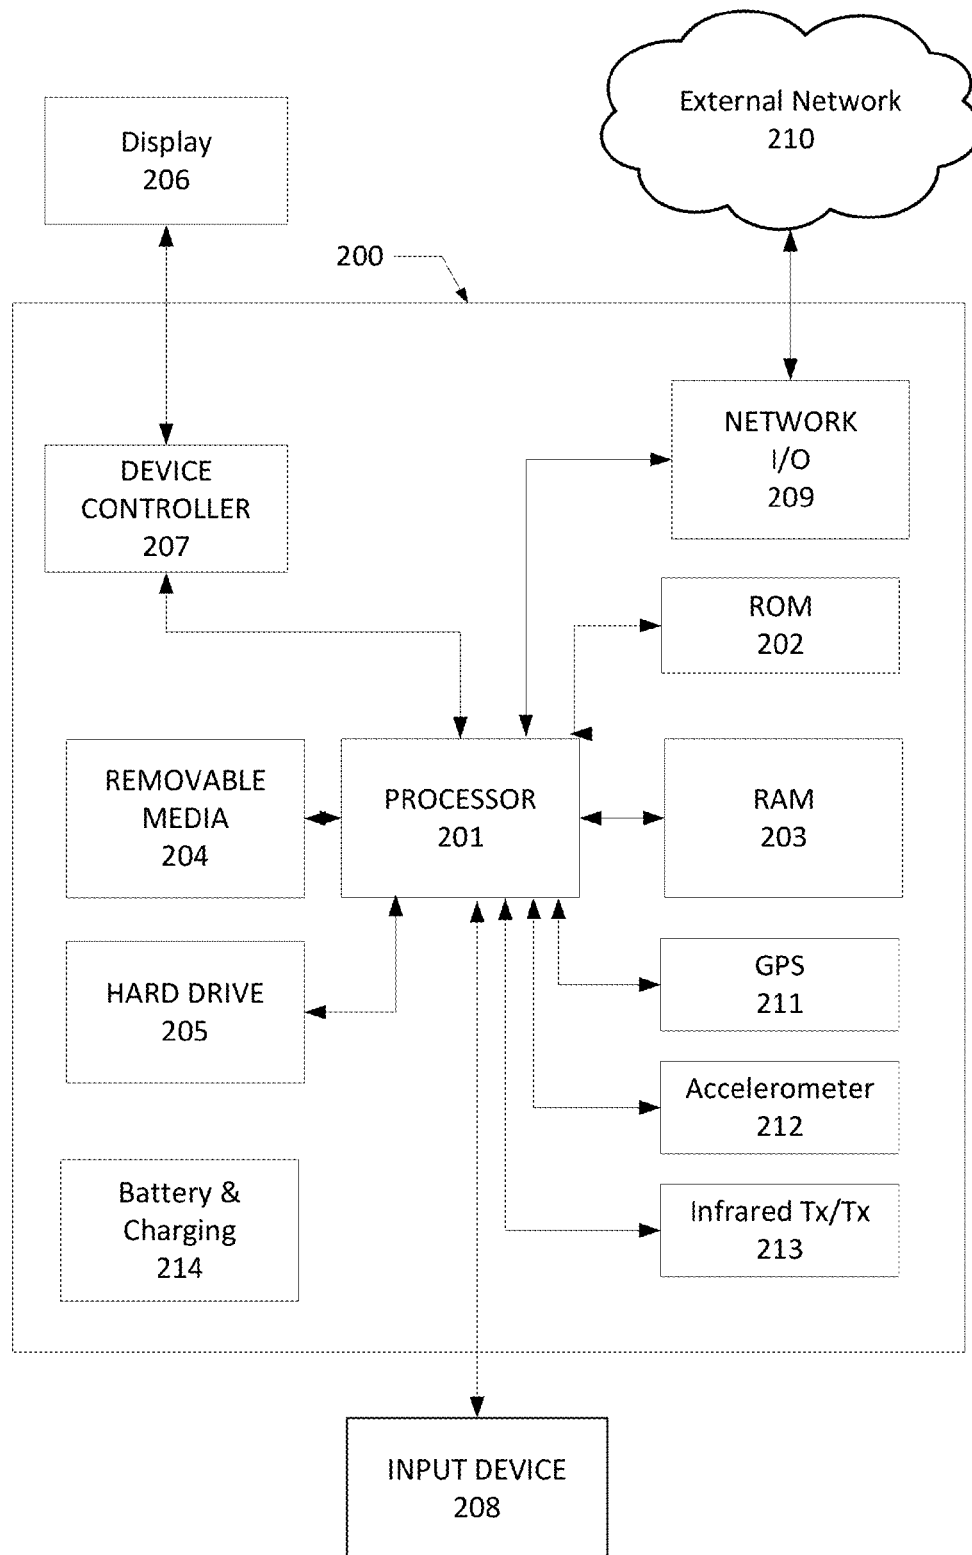 External Network
210
Display
206
200
NETWORK
I/O
209
DEVICE
CONTROLLER
207
ROM
202
REMOVABLE
MEDIA
204
PROCESSOR
201
RAM
203
HARD DRIVE
205
GPS
211
Accelerometer
212
Battery &
Charging
214
Infrared Tx/Tx
213
INPUT DEVICE
208